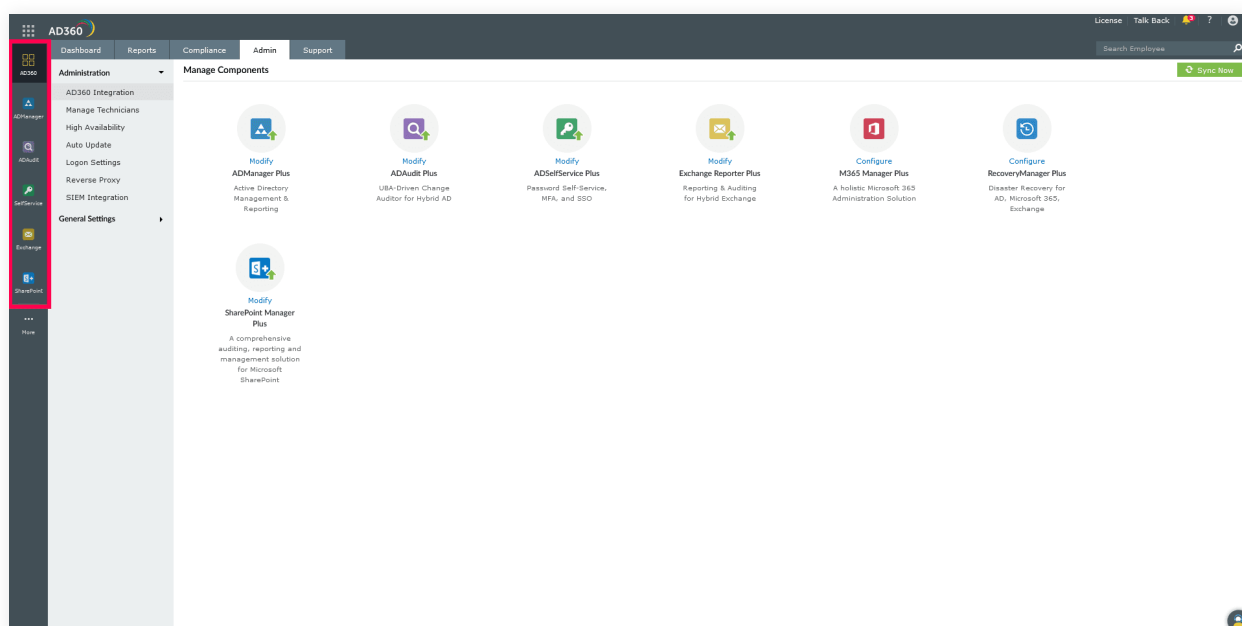 License Talk Back ?
AD360
Dashboard Reports Compliance Admin Support
Search Employee
AD360
ADManager
ADAudit
SelfService
Exchange
SharePoint
More
Administration
AD360 Integration
Manage Technicians
High Availability
Auto Update
Logon Settings
Reverse Proxy
SIEM Integration
General Settings
Manage Components
Sync Now
Modify
ADManager Plus
Active Directory
Management &
Reporting
Modify
ADAudit Plus
UBA-Driven Change
Auditor for Hybrid AD
Modify
ADSelfService Plus
Password Self-Service,
MFA, and SSO
Modify
Exchange Reporter Plus
Reporting & Auditing
for Hybrid Exchange
Configure
M365 Manager Plus
A holistic Microsoft 365
Administration Solution
Configure
RecoveryManager Plus
Disaster Recovery for
AD, Microsoft 365,
Exchange
S+
Modify
SharePoint Manager
Plus
A comprehensive
auditing, reporting and
management solution
for Microsoft
SharePoint